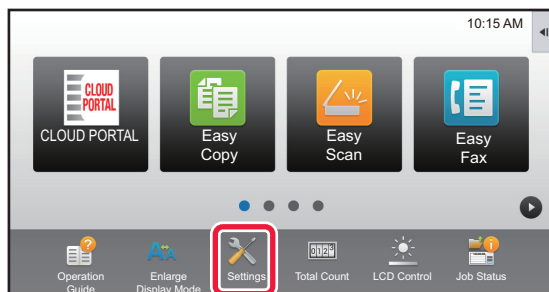 10:15 AM
CLOUD
PORTAL
CLOUD PORTAL
Easy
Copy
Easy
Scan
Easy
Fax
Operation
Guide
Enlarge
Display Mode
Settings
Total Count
LCD Control
Job Status